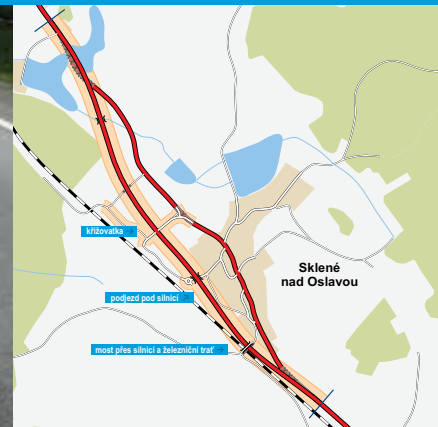 křižovatka
Sklené
nad Oslavou
podjezd pod silnicí
most přes silnici a železniční trať